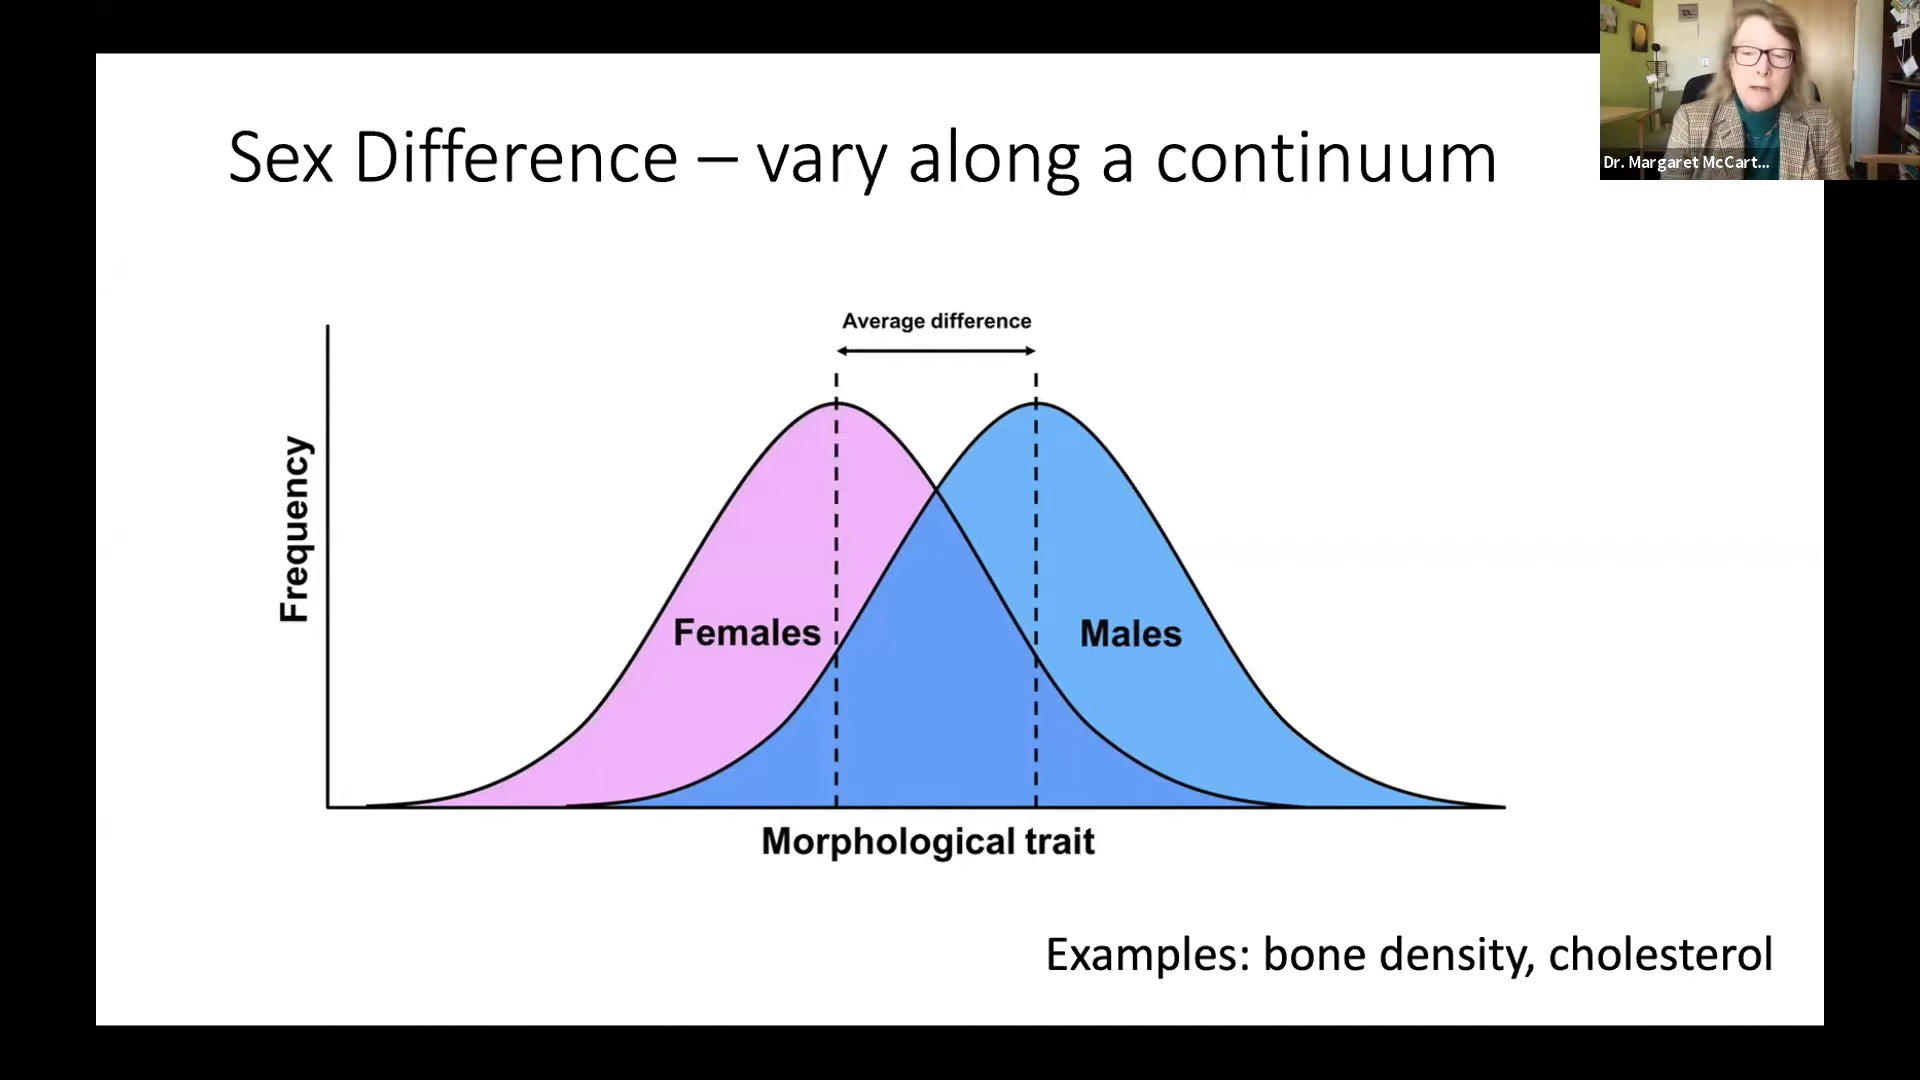 Sex Difference – vary along a continuum
Dr. Margaret McCart...
Average difference
Frequency
Females
Males
Morphological trait
Examples: bone density, cholesterol